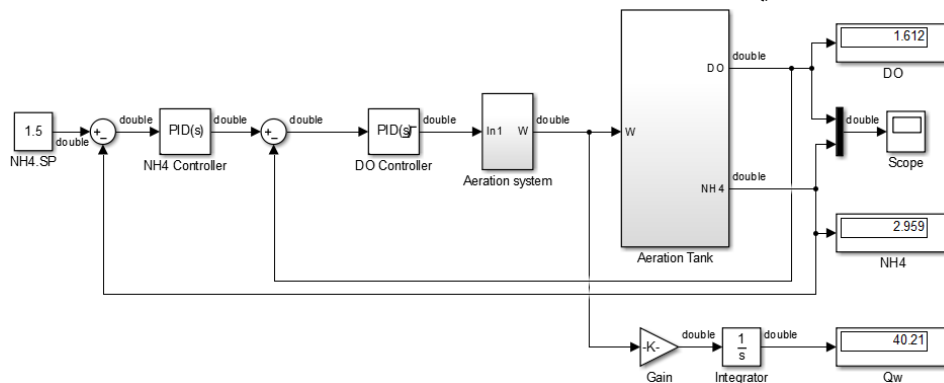 1.612
DO
double
DO
double
double
double
double
double
1.5
NH4.SP
double
+
−
PID(s)
NH4 Controller
+
−
PID(s)
DO Controller
In1 W
Aeration system
W
double
Scope
NH4
double
Aeration Tank
2.959
NH4
-K-
Gain
double
1
s
Integrator
double
40.21
Qw